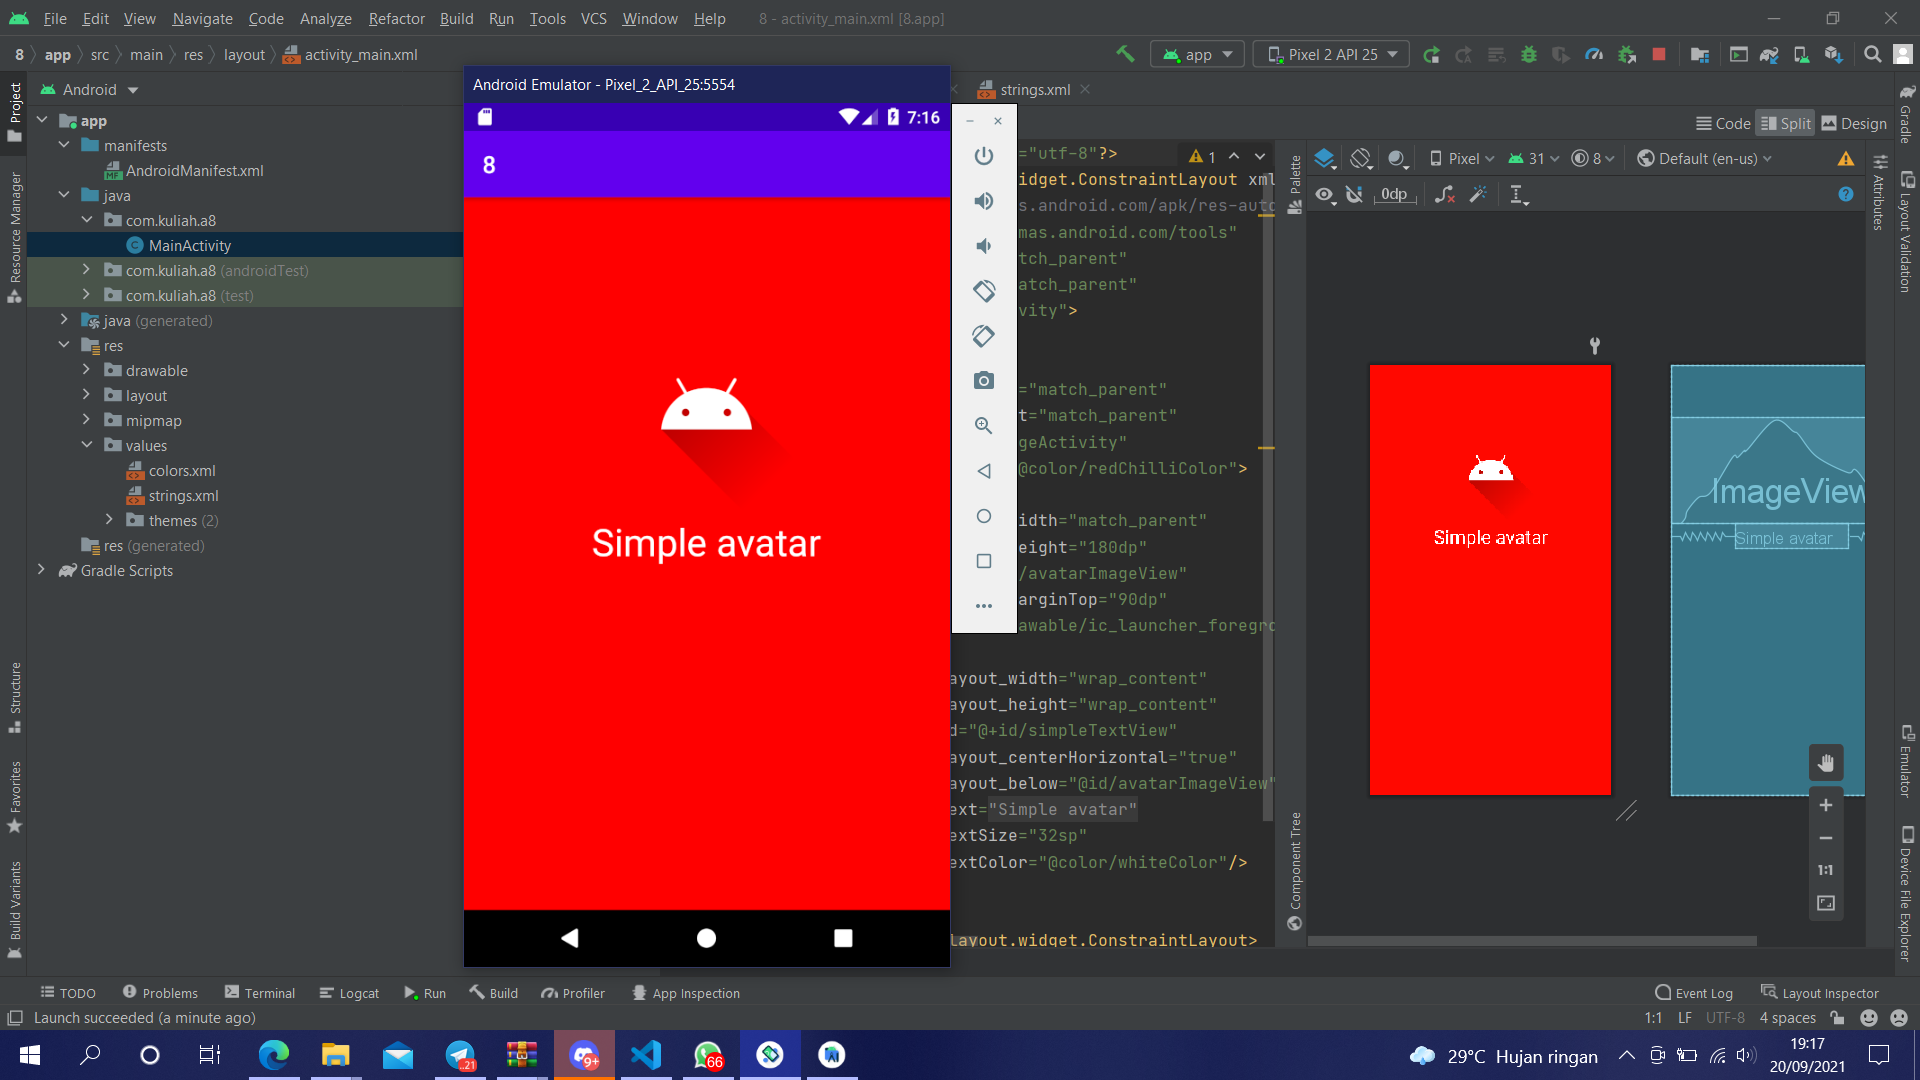 File Edit View Navigate Code Analyze Refactor Build Run Tools VCS Window Help 8 - activity_main.xml [8.app]
8 app src main res layout activity_main.xml app Pixel 2 API 25
Android
Android Emulator - Pixel_2_API_25:5554
strings.xml
Code Split Design
Project
Resource Manager
Structure
Favorites
Build Variants
app
manifests
AndroidManifest.xml
java
com.kuliah.a8
MainActivity
com.kuliah.a8 (androidTest)
com.kuliah.a8 (test)
java (generated)
res
drawable
layout
mipmap
values
colors.xml
strings.xml
themes (2)
res (generated)
Gradle Scripts
7:16
8
Simple avatar
="utf-8"?>
1
idget.ConstraintLayout xml
s.android.com/apk/res-auto
mas.android.com/tools"
tch_parent"
atch_parent"
vity">
="match_parent"
t="match_parent"
geActivity"
@color/redChilliColor">
idth="match_parent"
eight="180dp"
/avatarImageView"
arginTop="90dp"
awable/ic_launcher_foregro
ayout_width="wrap_content"
ayout_height="wrap_content"
d="@+id/simpleTextView"
ayout_centerHorizontal="true"
ayout_below="@id/avatarImageView"
ext="Simple avatar"
extSize="32sp"
extColor="@color/whiteColor"/>
layout.widget.ConstraintLayout>
Palette
Component Tree
Pixel 31 8 Default (en-us)
0dp
Simple avatar
ImageView
Simple avatar
1:1
Attributes
Gradle
Layout Validation
Emulator
Device File Explorer
TODO Problems Terminal Logcat Run Build Profiler App Inspection Event Log Layout Inspector
Launch succeeded (a minute ago) 1:1 LF UTF-8 4 spaces
..21
9+
66
29°C Hujan ringan
19:17
20/09/2021